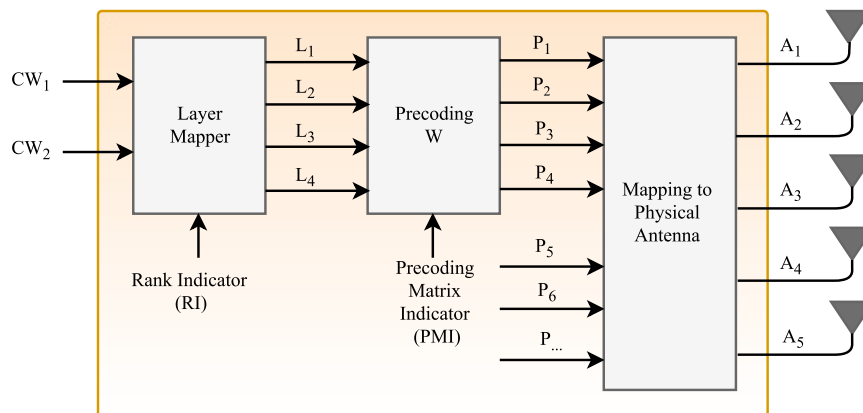 CW1
CW2
Layer
Mapper
Rank Indicator
(RI)
L1
L2
L3
L4
Precoding
W
Precoding
Matrix
Indicator
(PMI)
P1
P2
P3
P4
P5
P6
P...
Mapping to
Physical
Antenna
A1
A2
A3
A4
A5